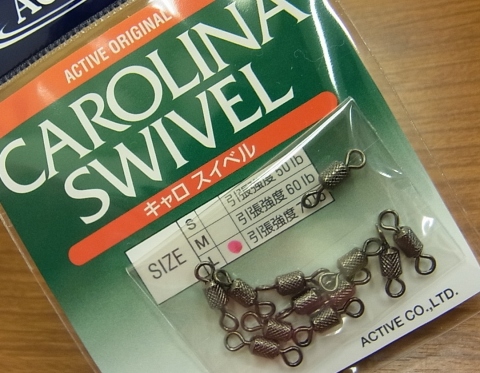 ACTIVE ORIGINAL
CAROLINA
SWIVEL
キャロ スイベル
SIZE
S 引張強度 50 lb
M 引張強度 60 lb
引張強度
ACTIVE CO.,LTD.